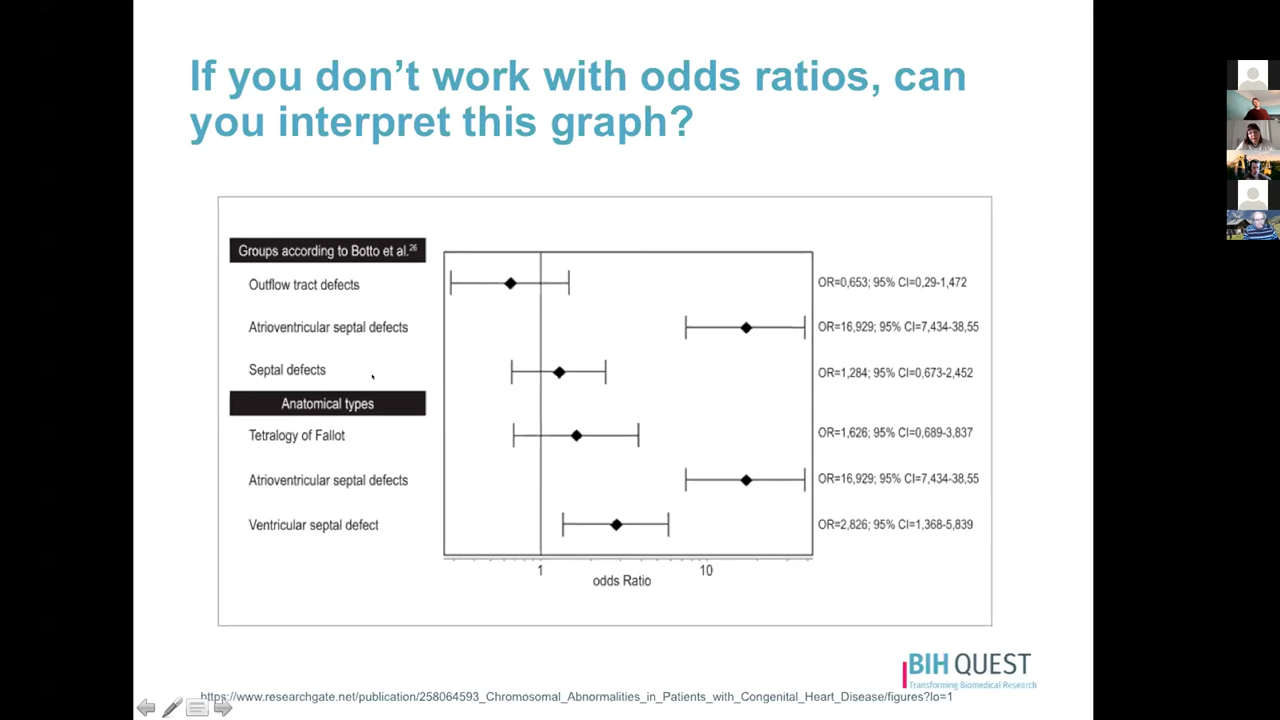 If you don't work with odds ratios, can
you interpret this graph?
Groups according to Botto et al.26
Outflow tract defects
OR=0,653; 95% CI=0,29-1,472
Atrioventricular septal defects
OR=16,929; 95% CI=7,434-38,55
Septal defects
OR=1,284; 95% CI=0,673-2,452
Anatomical types
Tetralogy of Fallot
OR=1,626; 95% CI=0,689-3,837
Atrioventricular septal defects
OR=16,929; 95% CI=7,434-38,55
Ventricular septal defect
OR=2,826; 95% CI=1,368-5,839
1 10
odds Ratio
BIH QUEST
Transforming Biomedical Research
https://www.researchgate.net/publication/258064593_Chromosomal_Abnormalities_in_Patients_with_Congenital_Heart_Disease/figures?lo=1